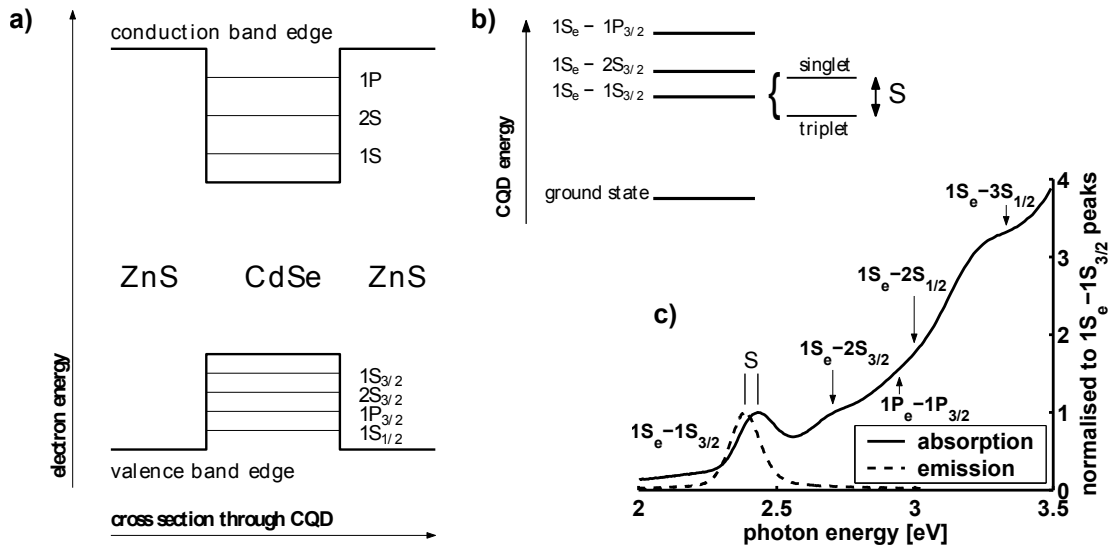 a)
conduction band edge
1P
2S
1S
ZnS CdSe ZnS
1S3/2
2S3/2
1P3/2
1S1/2
valence band edge
electron energy
cross section through CQD
b)
1Se − 1P3/2
1Se − 2S3/2
1Se − 1S3/2
{
singlet
S
triplet
ground state
CQD energy
c)
1Se−3S1/2
1Se−2S1/2
1Se−2S3/2
1Pe−1P3/2
S
1Se−1S3/2
absorption
emission
0
1
2
3
4
normalised to 1Se−1S3/2 peaks
2 2.5 3 3.5
photon energy [eV]